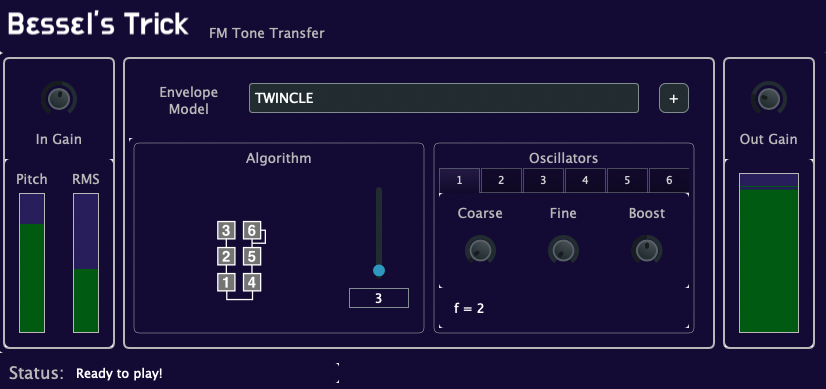 Bɛssɛl's Trick FM Tone Transfer
Envelope
Model
TWINCLE
+
In Gain
Pitch RMS
Algorithm
3 6
2 5
1 4
3
Oscillators
1 2 3 4 5 6
Coarse Fine Boost
f = 2
Out Gain
Status: Ready to play!